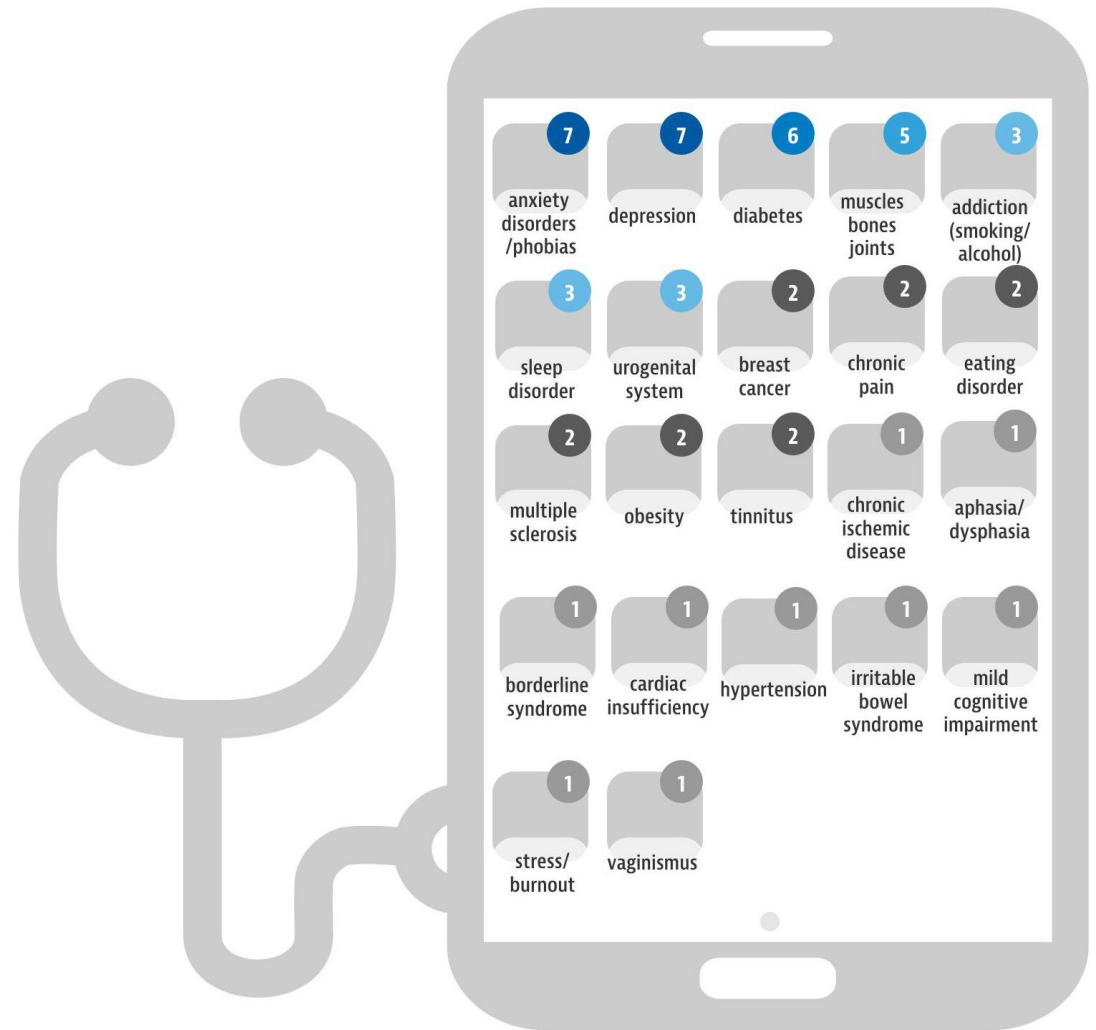 7
anxiety
disorders
/phobias
7
depression
6
diabetes
5
muscles
bones
joints
3
addiction
(smoking/
alcohol)
3
sleep
disorder
3
urogenital
system
2
breast
cancer
2
chronic
pain
2
eating
disorder
2
multiple
sclerosis
2
obesity
2
tinnitus
1
chronic
ischemic
disease
1
aphasia/
dysphasia
1
borderline
syndrome
1
cardiac
insufficiency
1
hypertension
1
irritable
bowel
syndrome
1
mild
cognitive
impairment
1
stress/
burnout
1
vaginismus